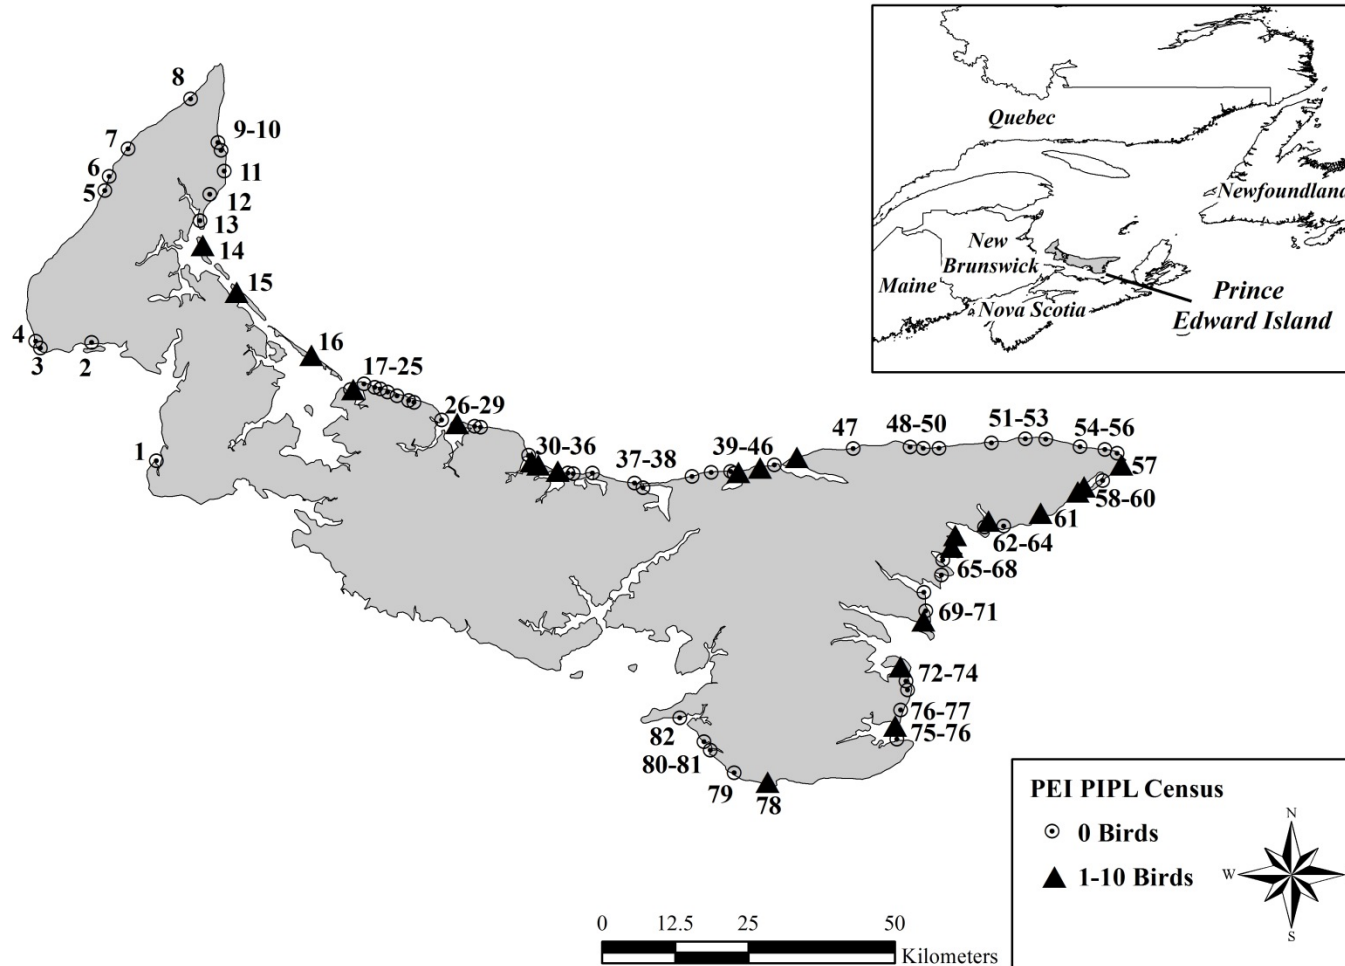 8
7
9-10
6
5
11
12
13
14
15
4
3
2
16
17-25
26-29
1
30-36
37-38
39-46
47
48-50
51-53
54-56
57
58-60
61
62-64
65-68
69-71
72-74
76-77
75-76
82
80-81
79
78
Quebec
Newfoundland
New
Brunswick
Maine
Nova Scotia
Prince
Edward Island
PEI PIPL Census
0 Birds
1-10 Birds
N
W
E
S
0 12.5 25 50
Kilometers